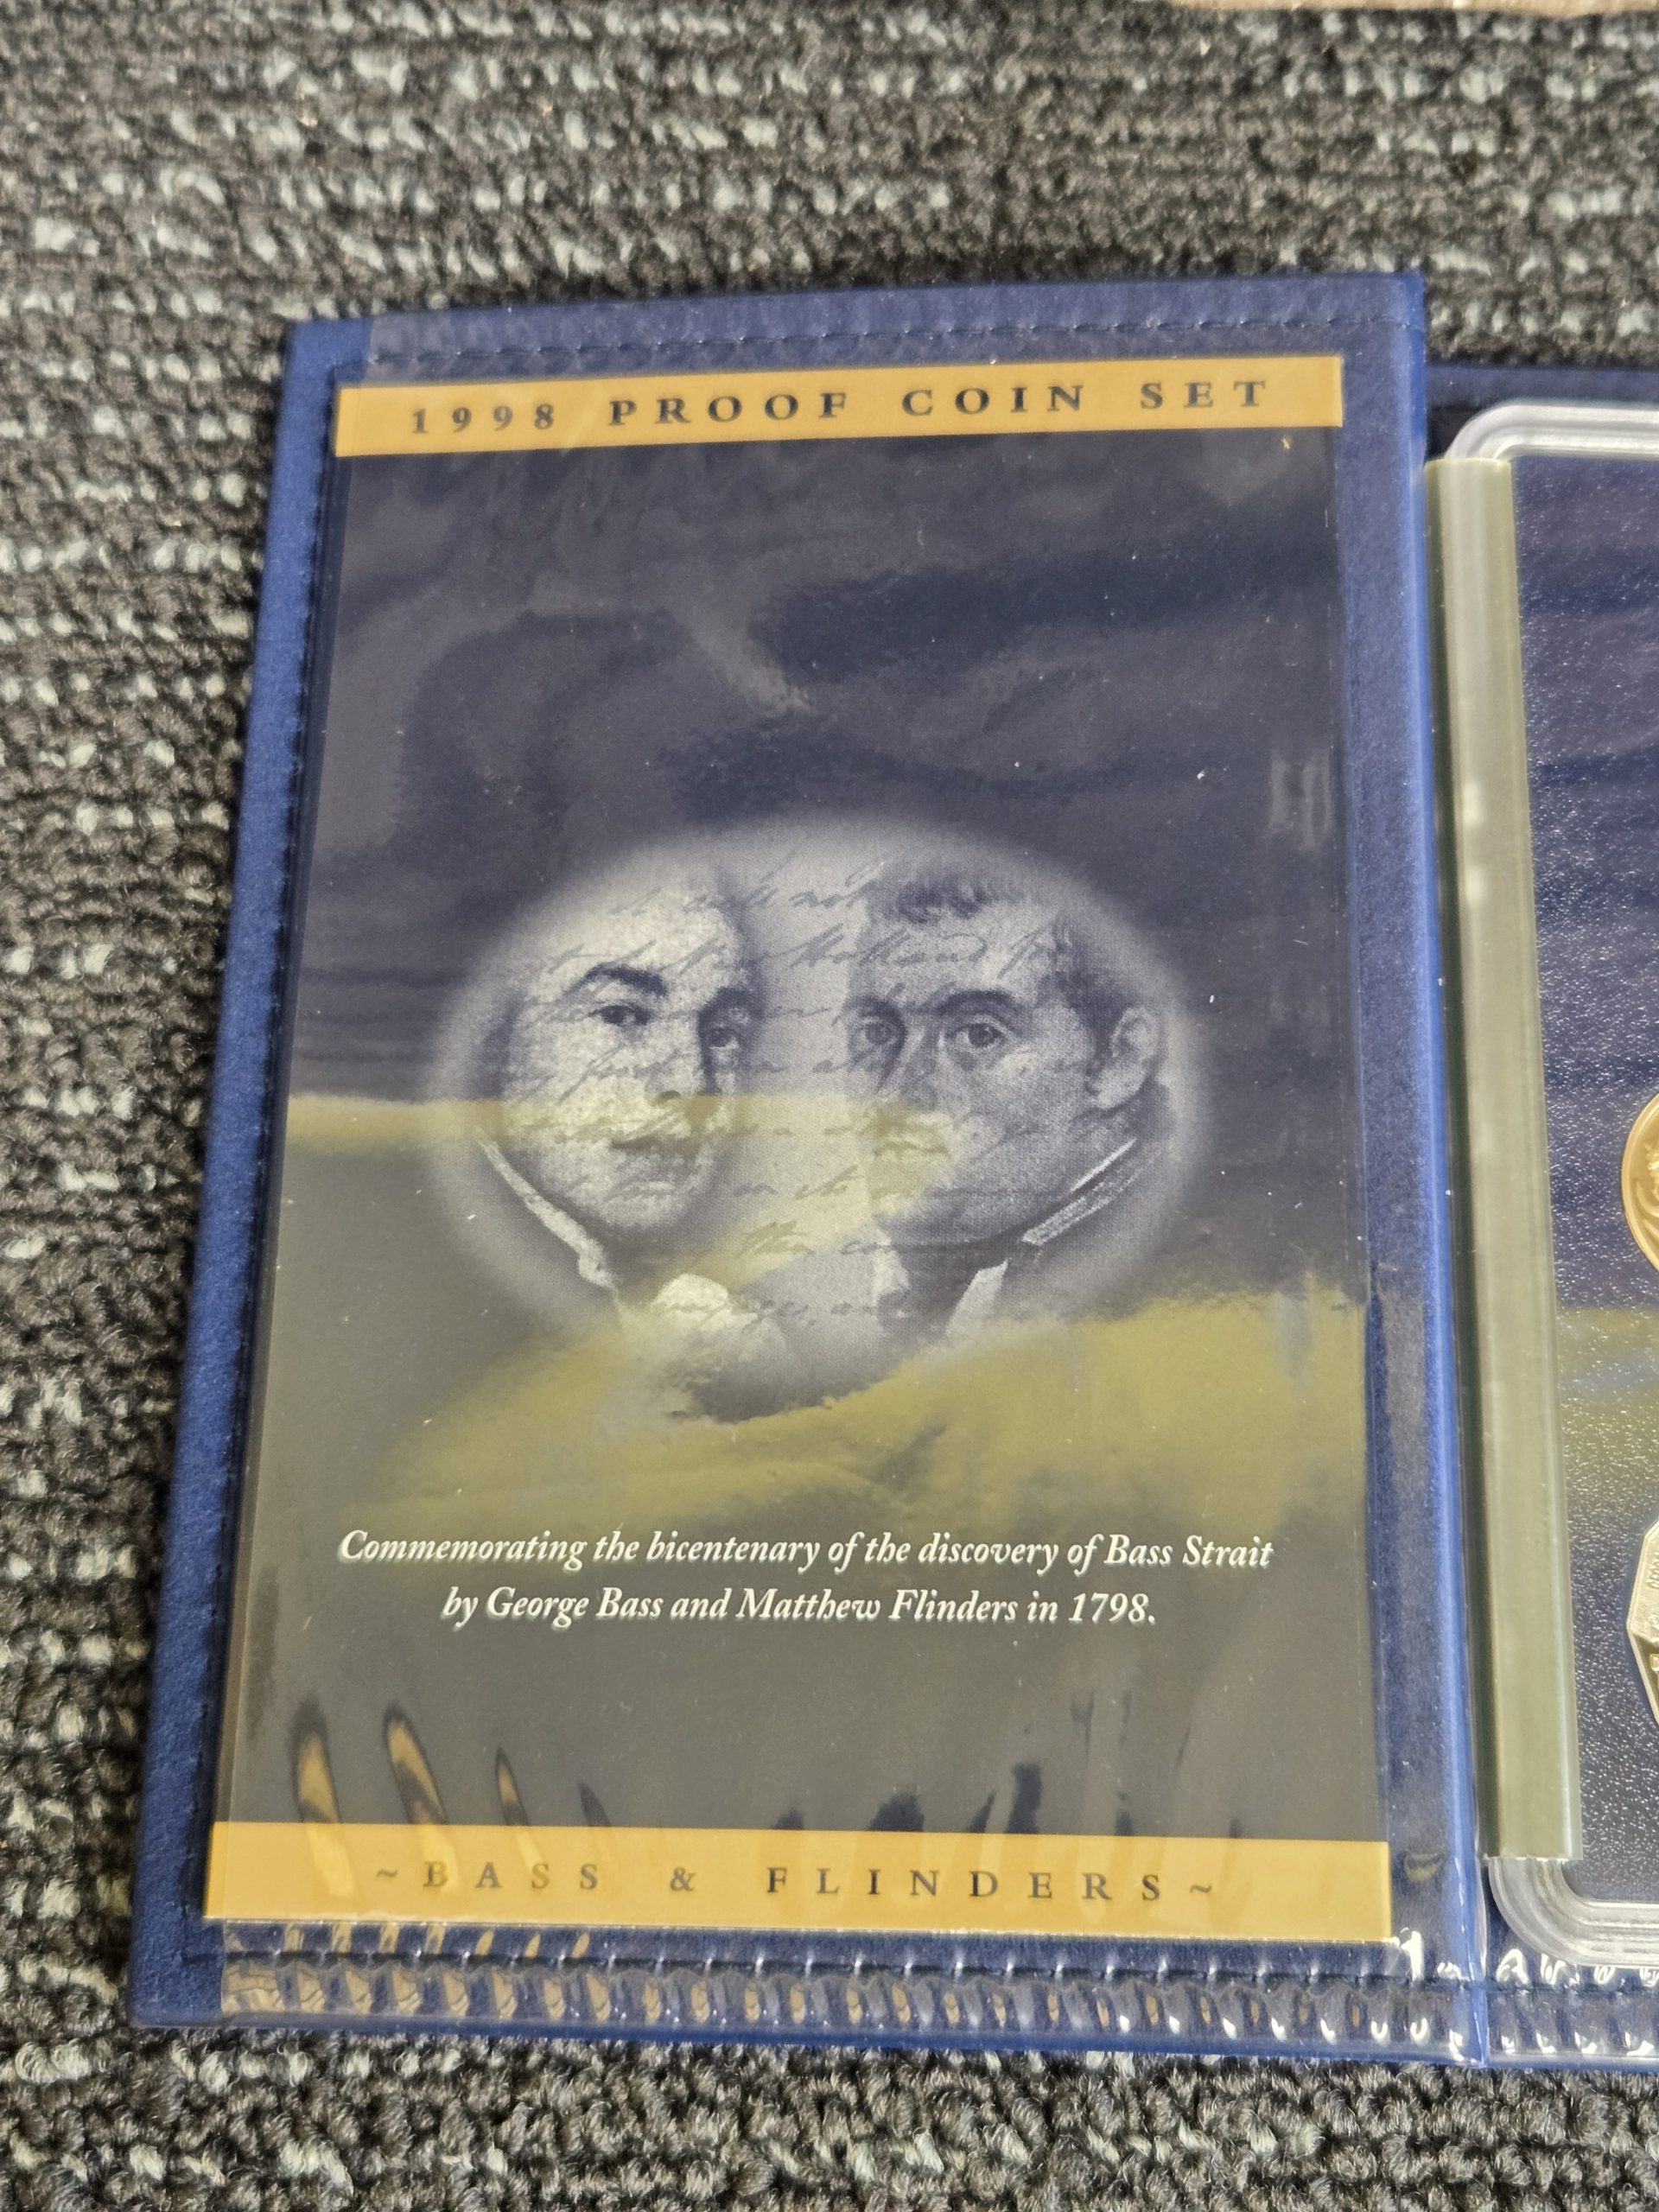 1998 PROOF COIN SET
Commemorating the bicentenary of the discovery of Bass Strait
by George Bass and Matthew Flinders in 1798.
~BASS & FLINDERS~